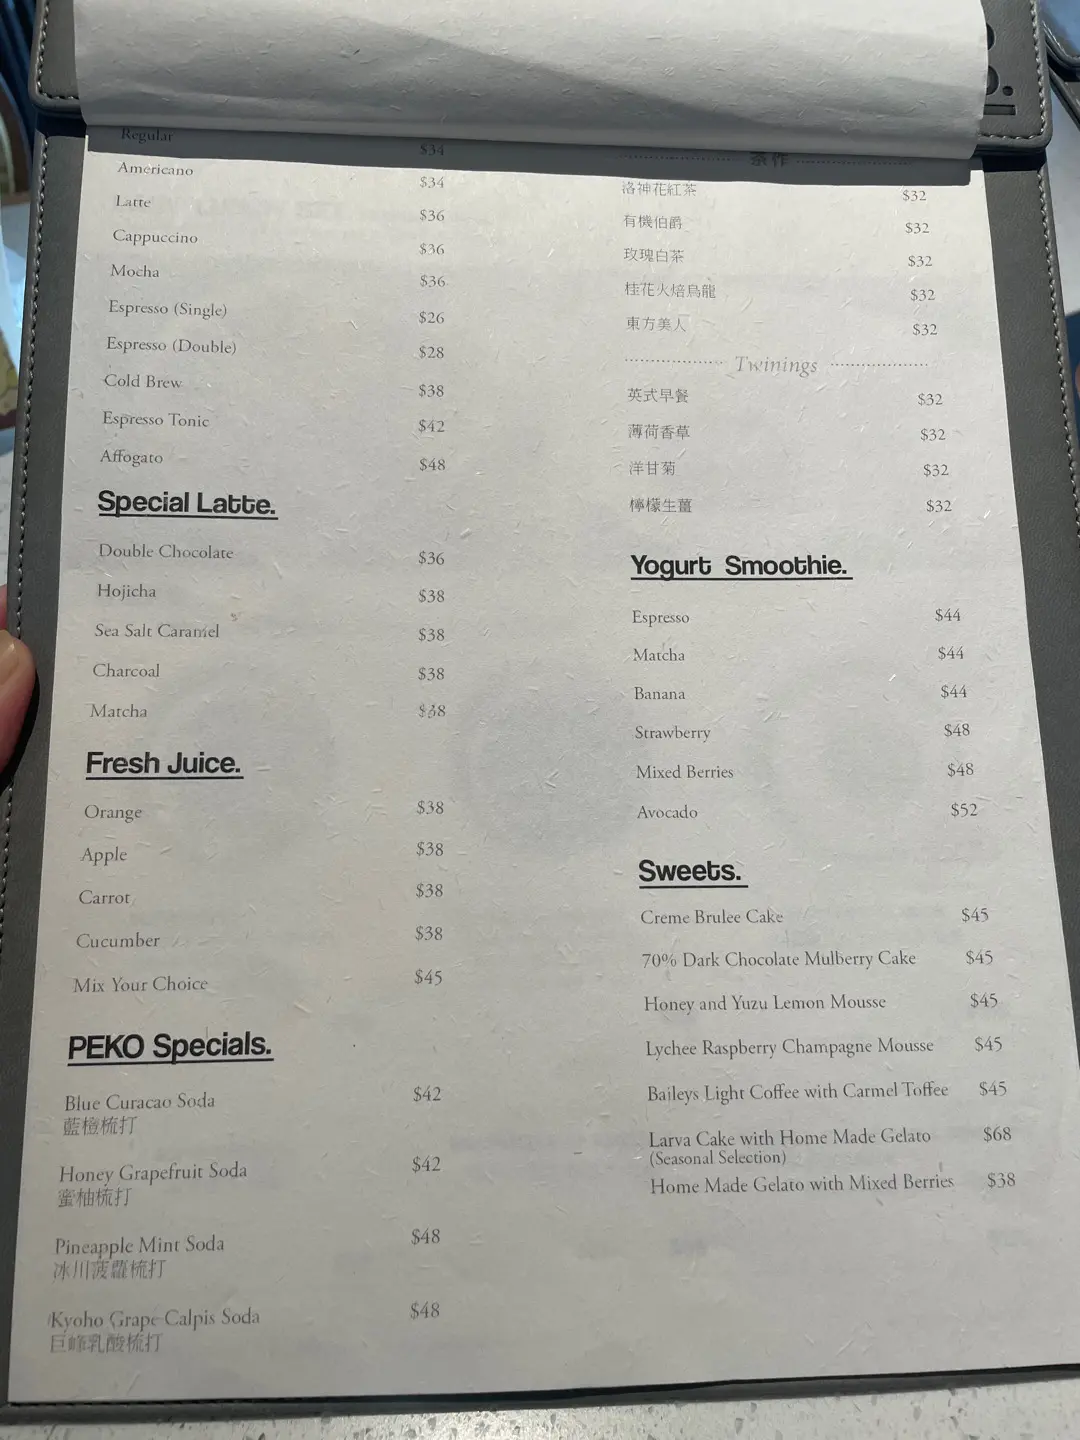 Regular $34
Americano $34
Latte $36
Cappuccino $36
Mocha $36
Espresso (Single) $26
Espresso (Double) $28
Cold Brew $38
Espresso Tonic $42
Affogato $48
Special Latte.
Double Chocolate $36
Hojicha $38
Sea Salt Caramel $38
Charcoal $38
Matcha $38
Fresh Juice.
Orange $38
Apple $38
Carrot $38
Cucumber $38
Mix Your Choice $45
PEKO Specials.
Blue Curacao Soda $42
藍橙梳打
Honey Grapefruit Soda $42
蜜柚梳打
Pineapple Mint Soda $48
冰川菠蘿梳打
Kyoho Grape Calpis Soda $48
巨峰乳酸梳打
茶作
洛神花紅茶 $32
有機伯爵 $32
玫瑰白茶 $32
桂花火焙烏龍 $32
東方美人 $32
Twinings
英式早餐 $32
薄荷香草 $32
洋甘菊 $32
檸檬生薑 $32
Yogurt Smoothie.
Espresso $44
Matcha $44
Banana $44
Strawberry $48
Mixed Berries $48
Avocado $52
Sweets.
Creme Brulee Cake $45
70% Dark Chocolate Mulberry Cake $45
Honey and Yuzu Lemon Mousse $45
Lychee Raspberry Champagne Mousse $45
Baileys Light Coffee with Carmel Toffee $45
Larva Cake with Home Made Gelato $68
(Seasonal Selection)
Home Made Gelato with Mixed Berries $38